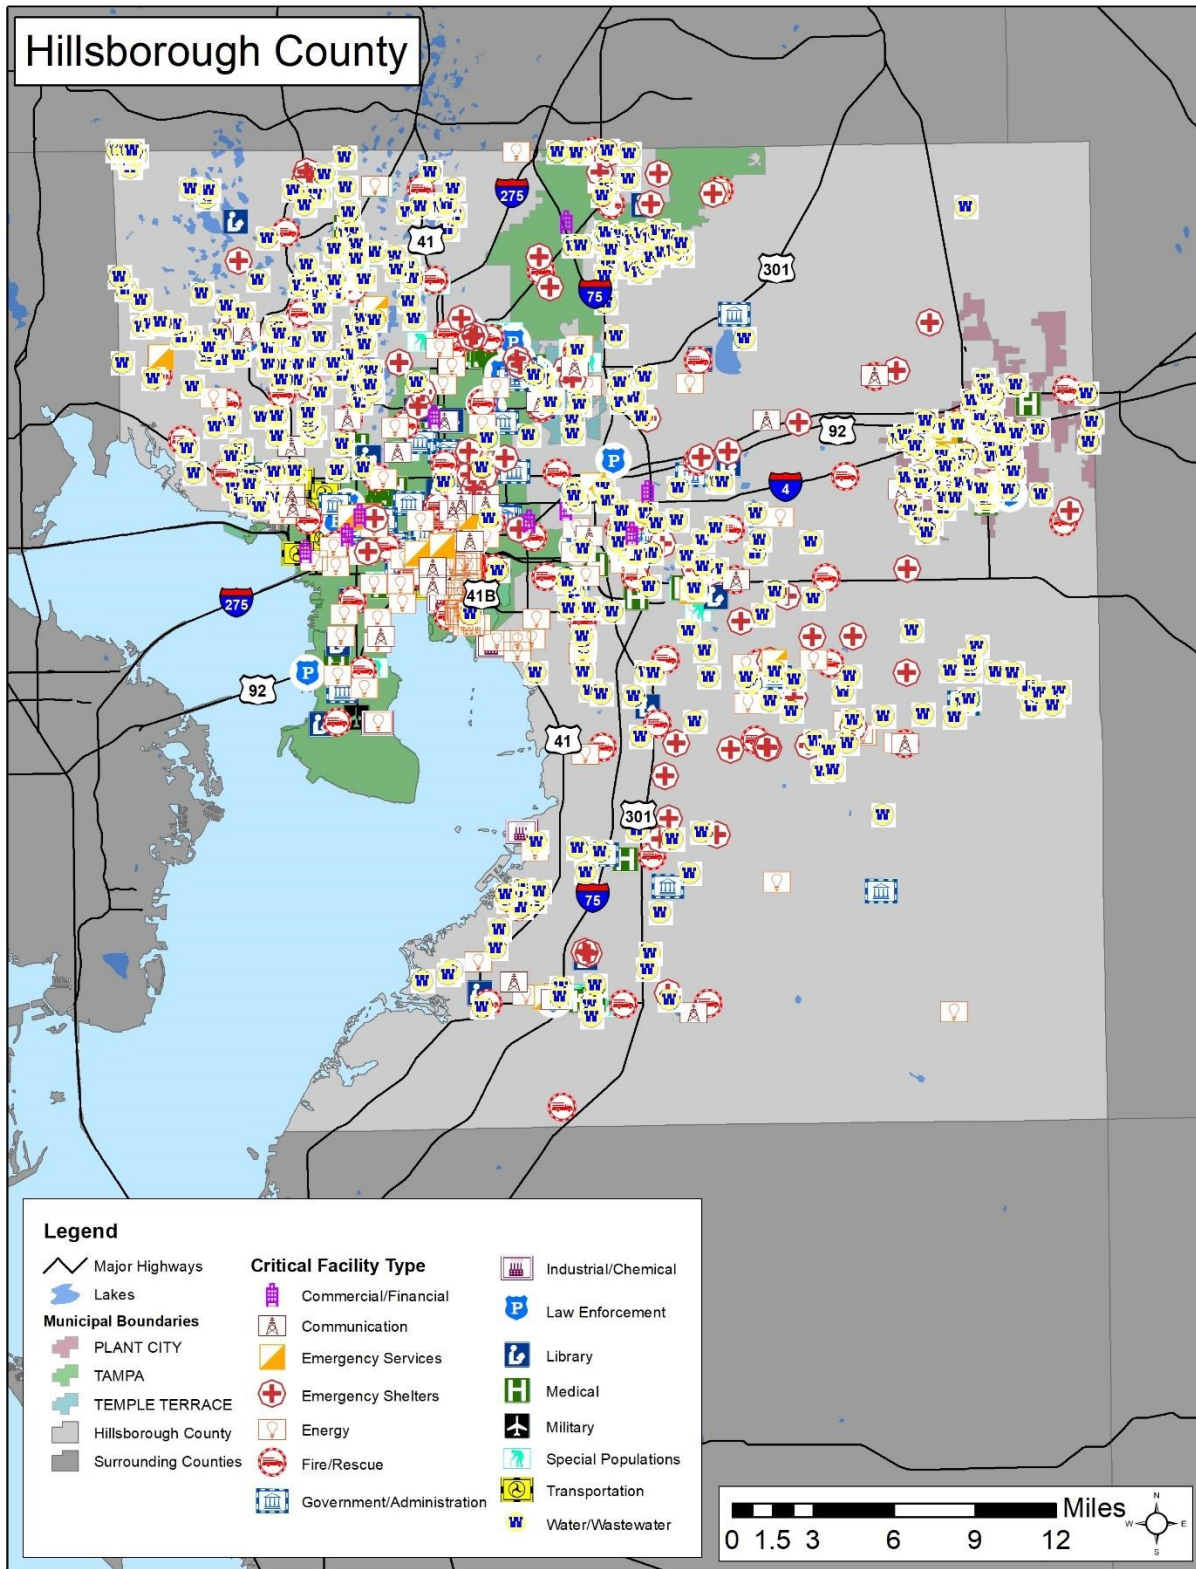 Hillsborough County
275
41
75
301
92
4
41B
275
92
41
301
75
Legend
Major Highways
Lakes
Municipal Boundaries
PLANT CITY
TAMPA
TEMPLE TERRACE
Hillsborough County
Surrounding Counties
Critical Facility Type
Commercial/Financial
Communication
Emergency Services
Emergency Shelters
Energy
Fire/Rescue
Government/Administration
Industrial/Chemical
Law Enforcement
Library
Medical
Military
Special Populations
Transportation
Water/Wastewater
Miles
0 1.5 3 6 9 12
N
W E
S